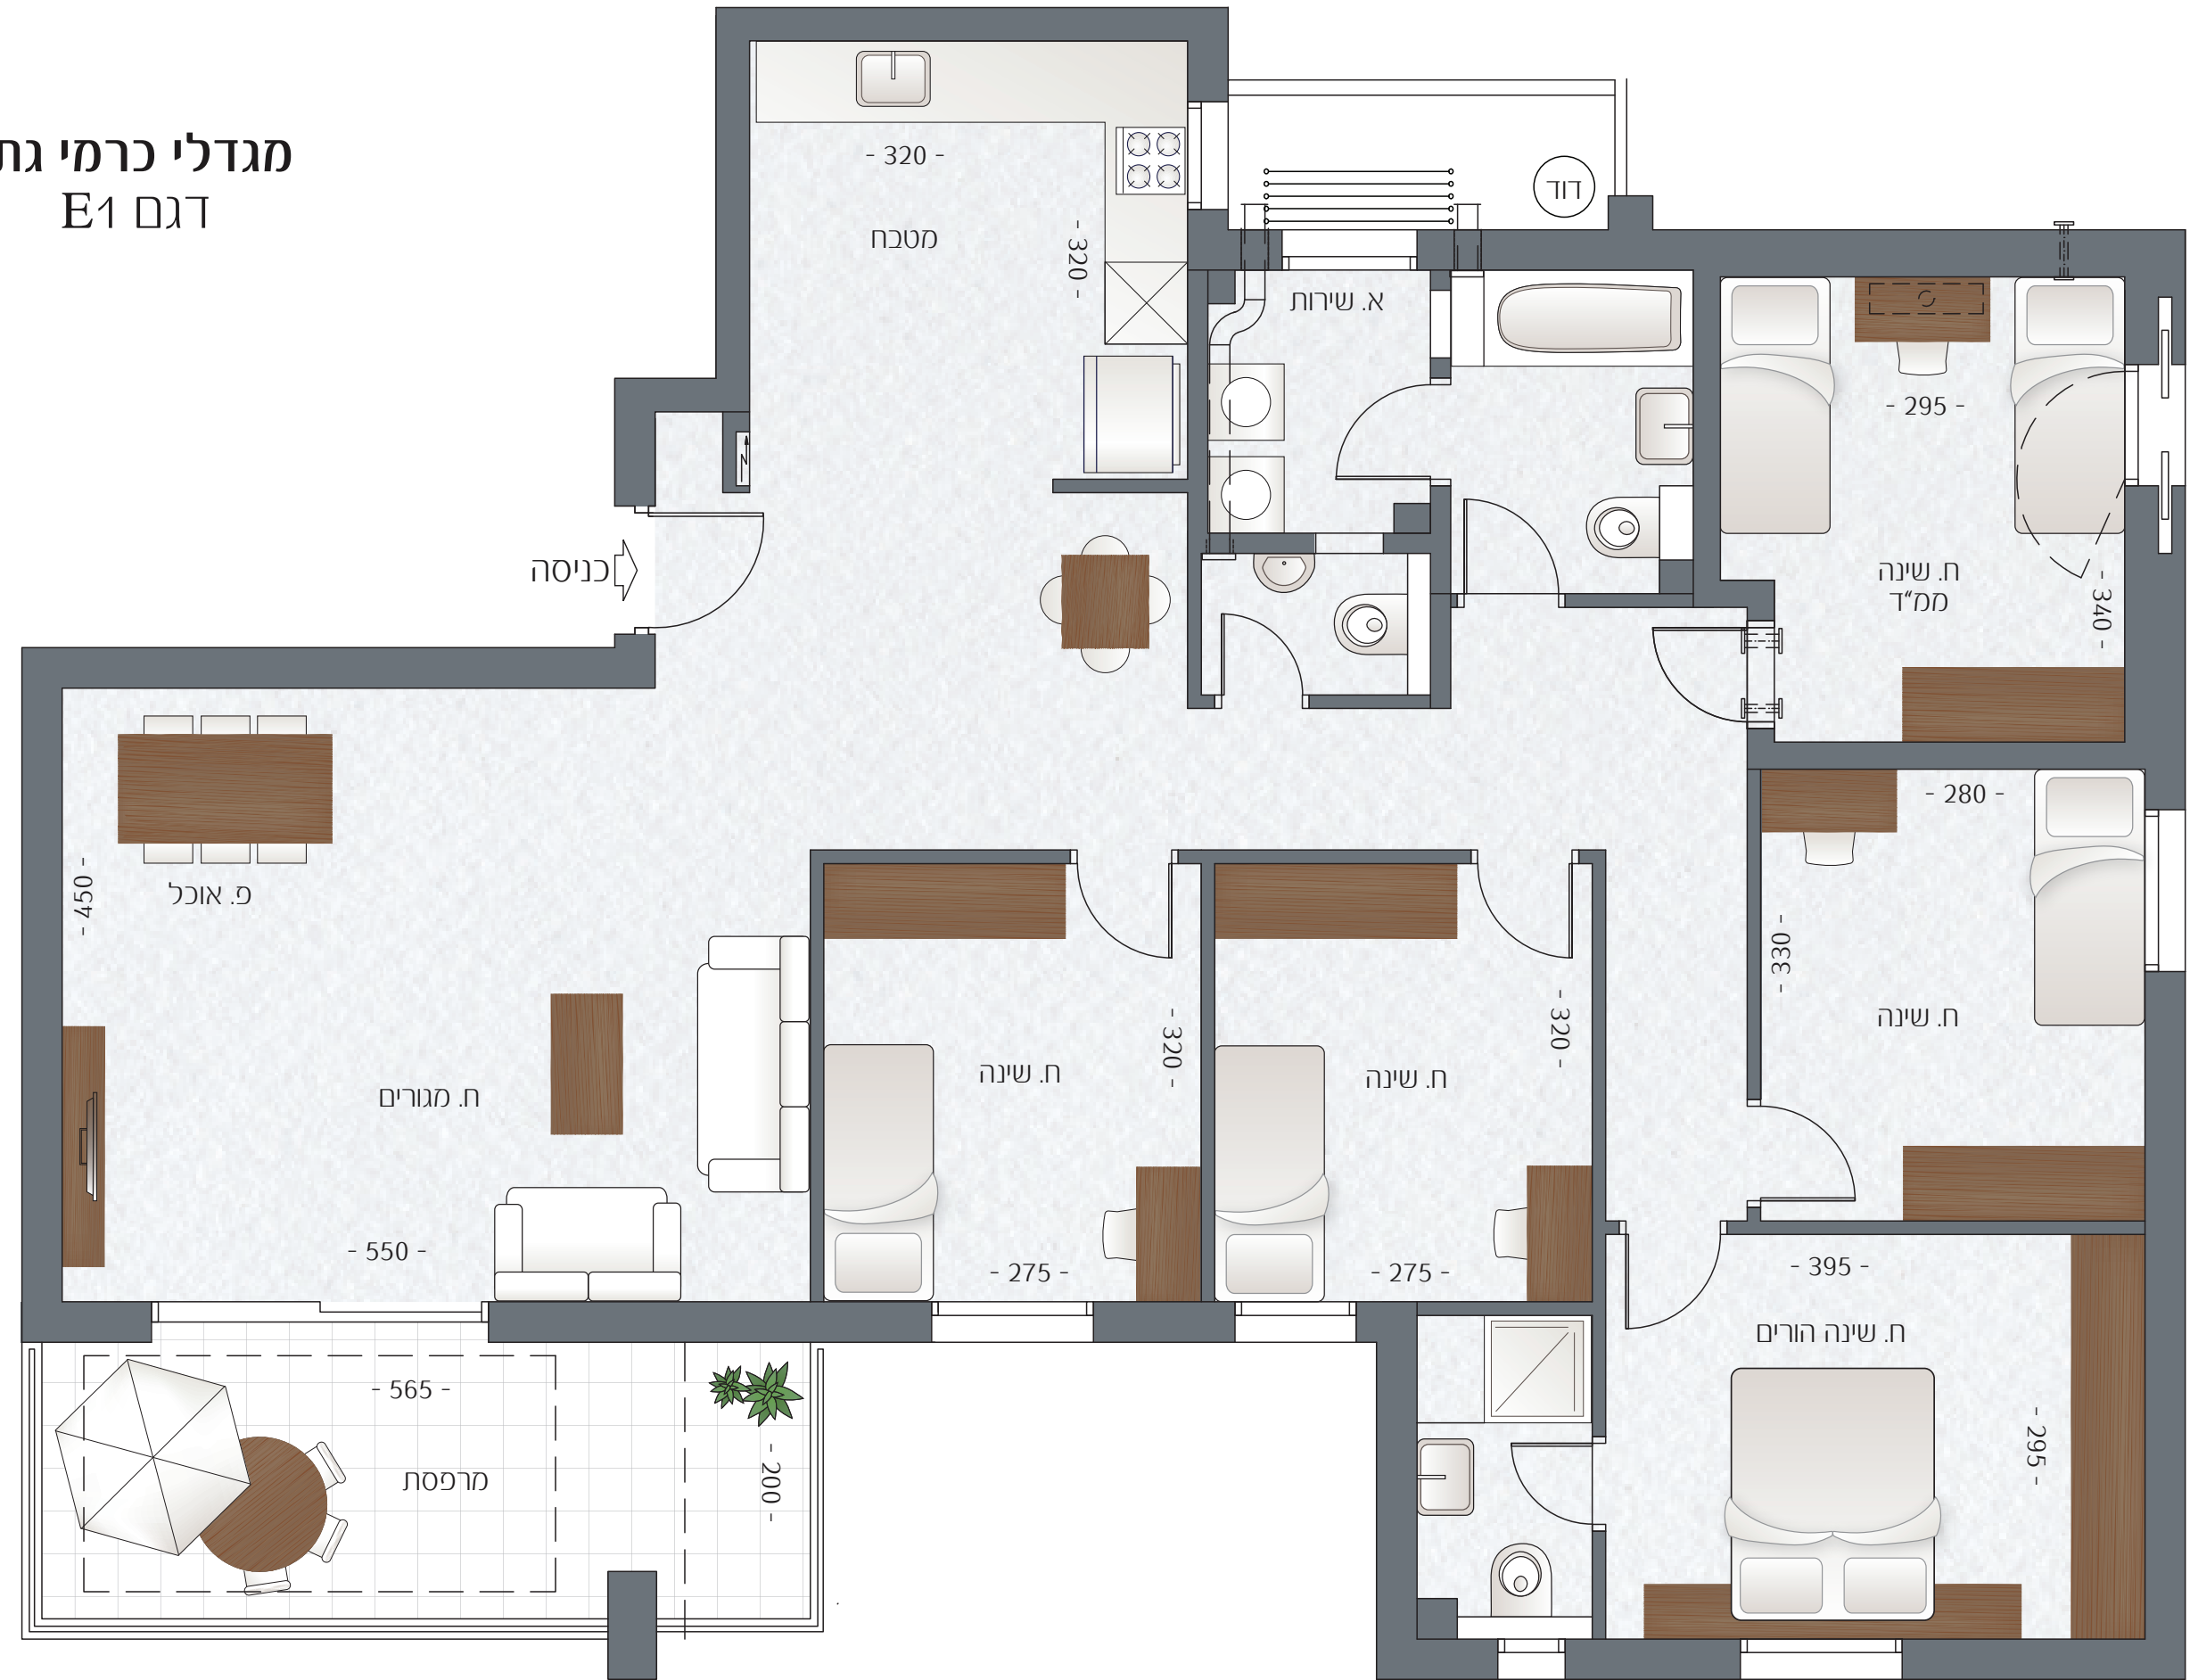 מגדלי כרמי גת
דגם E1
- 320 -
מטבח
- 320 -
דוד
א. שירות
- 295 -
ח. שינה
ממ"ד
- 340 -
כניסה
- 280 -
- 330 -
ח. שינה
- 450 -
פ. אוכל
ח. מגורים
- 550 -
ח. שינה
- 320 -
- 275 -
ח. שינה
- 320 -
- 275 -
- 395 -
ח. שינה הורים
- 295 -
- 565 -
מרפסת
- 200 -